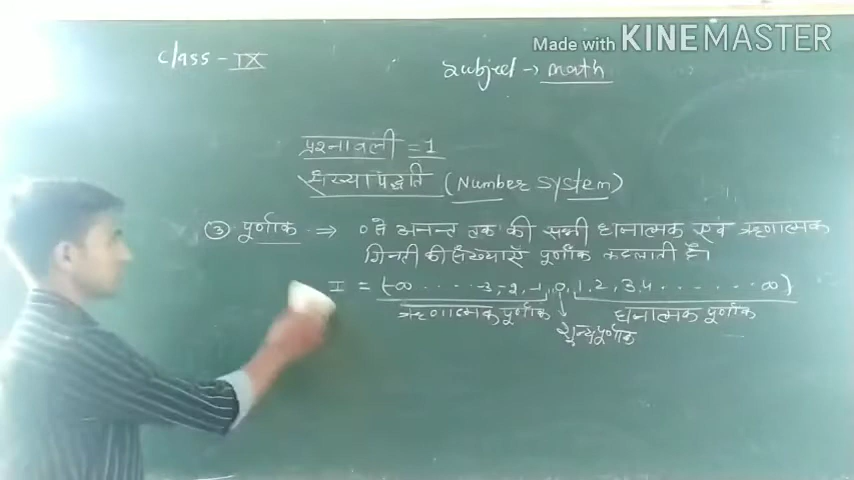 Made with KINEMASTER
Class - IX
Subject → math
प्रश्नावली = 1
संख्या पद्धति (Number system)
③ पूर्णांक ⇒ 0 से अनन्त तक की सभी धनात्मक एवं ऋणात्मक
गिनती की संख्याएँ पूर्णांक कहलाती हैं।
I = (-∞ ..... -3, -2, -1, 0, 1, 2, 3, 4 ....... ∞)
ऋणात्मक पूर्णांक धनात्मक पूर्णांक
शून्य पूर्णांक